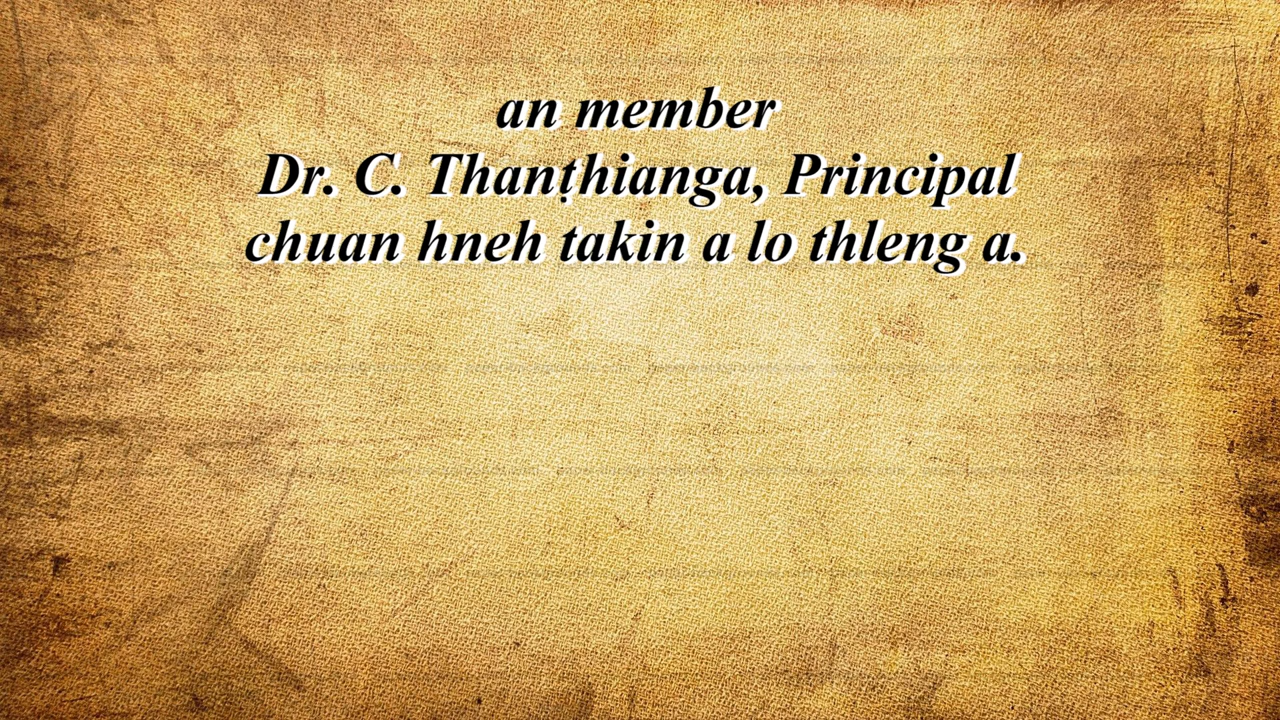 an member
Dr. C. Thanṭhianga, Principal
chuan hneh takin a lo thleng a.